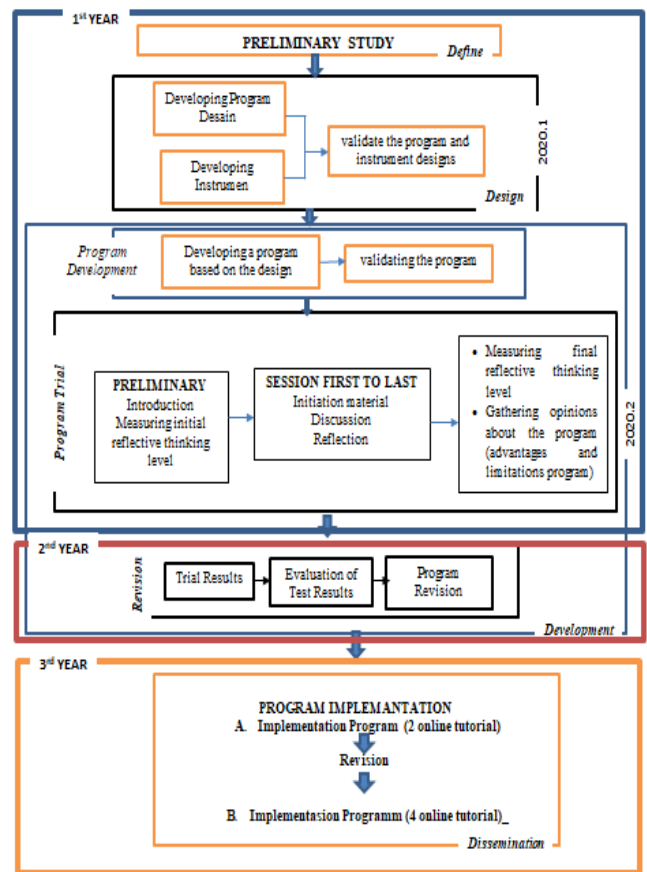 1st YEAR
PRELIMINARY STUDY
Define
Developing Program
Desain
Developing
Instrumen
validate the program and
instrument designs
2020.1
Design
Program
Development
Developing a program
based on the design
validating the program
Program Trial
PRELIMINARY
Introduction
Measuring initial
reflective thinking
level
SESSION FIRST TO LAST
Initiation material
Discussion
Reflection
• Measuring final
reflective thinking
level
• Gathering opinions
about the program
(advantages and
limitations program)
2020.2
2nd YEAR
Revision
Trial Results
Evaluation of
Test Results
Program
Revision
Development
3rd YEAR
PROGRAM IMPLEMANTATION
A. Implementation Program (2 online tutorial)
Revision
B. Implementasion Programm (4 online tutorial)_
Dissemination